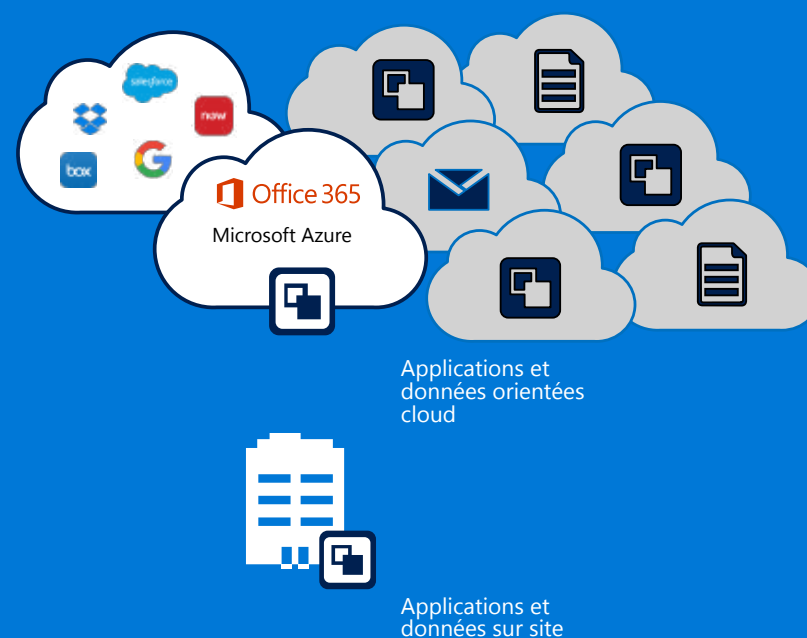 salesforce
now
box
G
Office 365
Microsoft Azure
Applications et
données orientées
cloud
Applications et
données sur site